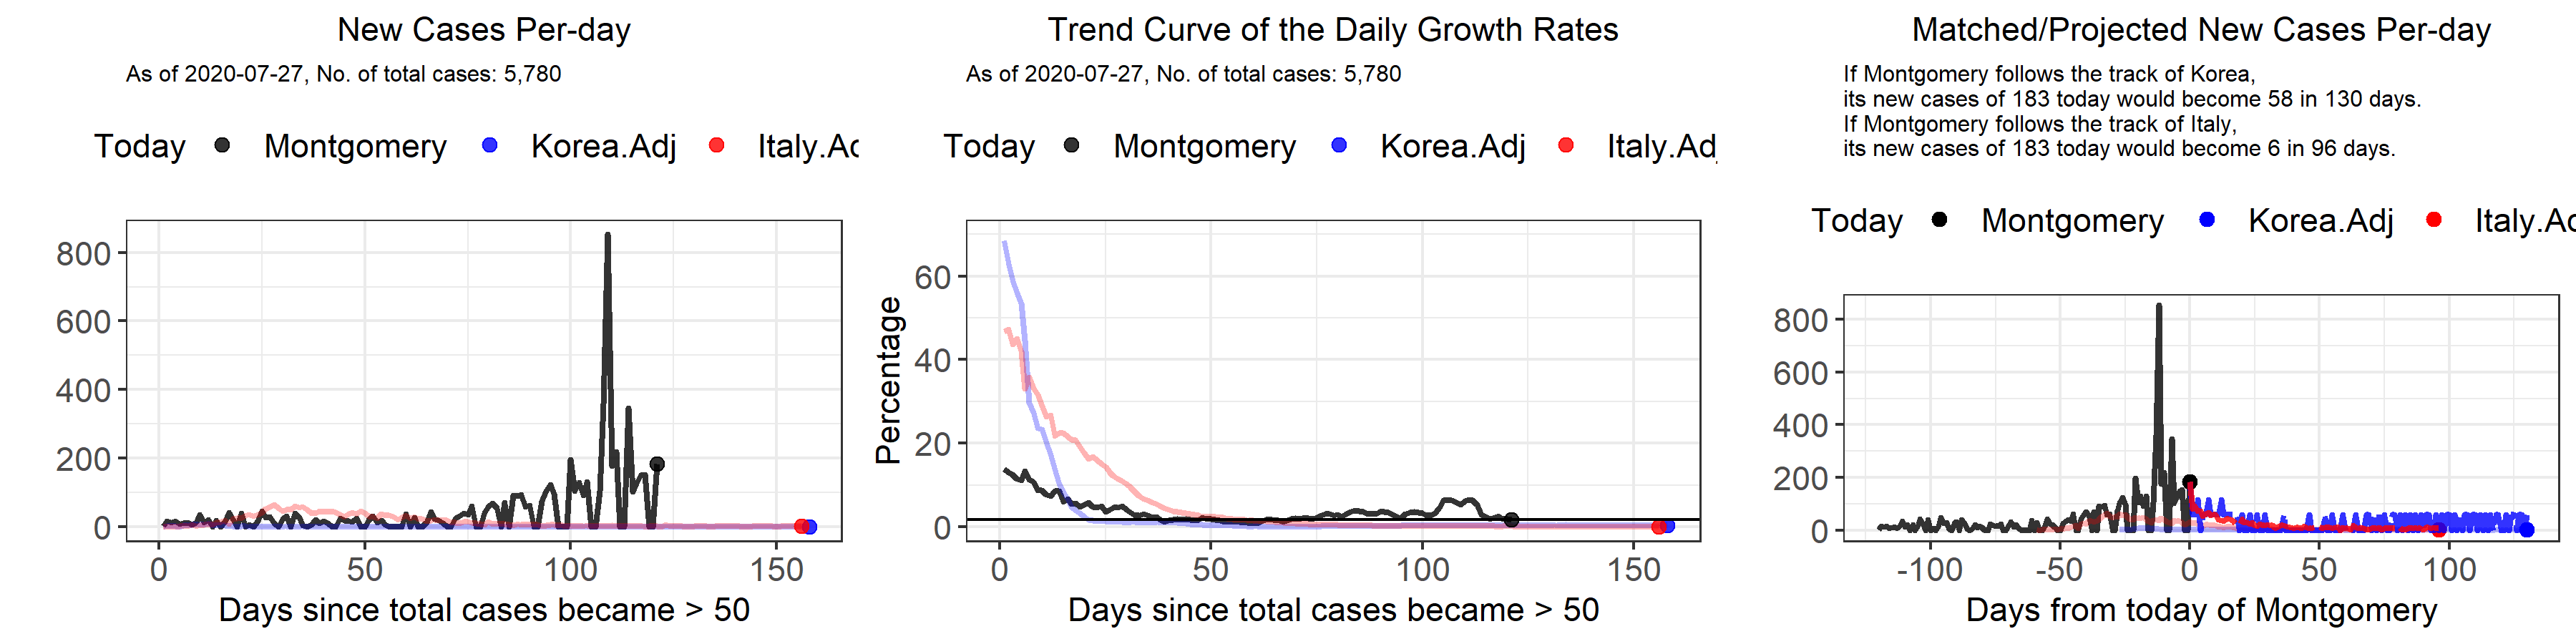 New Cases Per-day
As of 2020-07-27, No. of total cases: 5,780
Today Montgomery Korea.Adj Italy.Ac
800
600
400
200
0
0 50 100 150
Days since total cases became > 50
Trend Curve of the Daily Growth Rates
As of 2020-07-27, No. of total cases: 5,780
Today Montgomery Korea.Adj Italy.Adj
Percentage
60
40
20
0
0 50 100 150
Days since total cases became > 50
Matched/Projected New Cases Per-day
If Montgomery follows the track of Korea,
its new cases of 183 today would become 58 in 130 days.
If Montgomery follows the track of Italy,
its new cases of 183 today would become 6 in 96 days.
Today Montgomery Korea.Adj Italy.Ac
800
600
400
200
0
-100 -50 0 50 100
Days from today of Montgomery